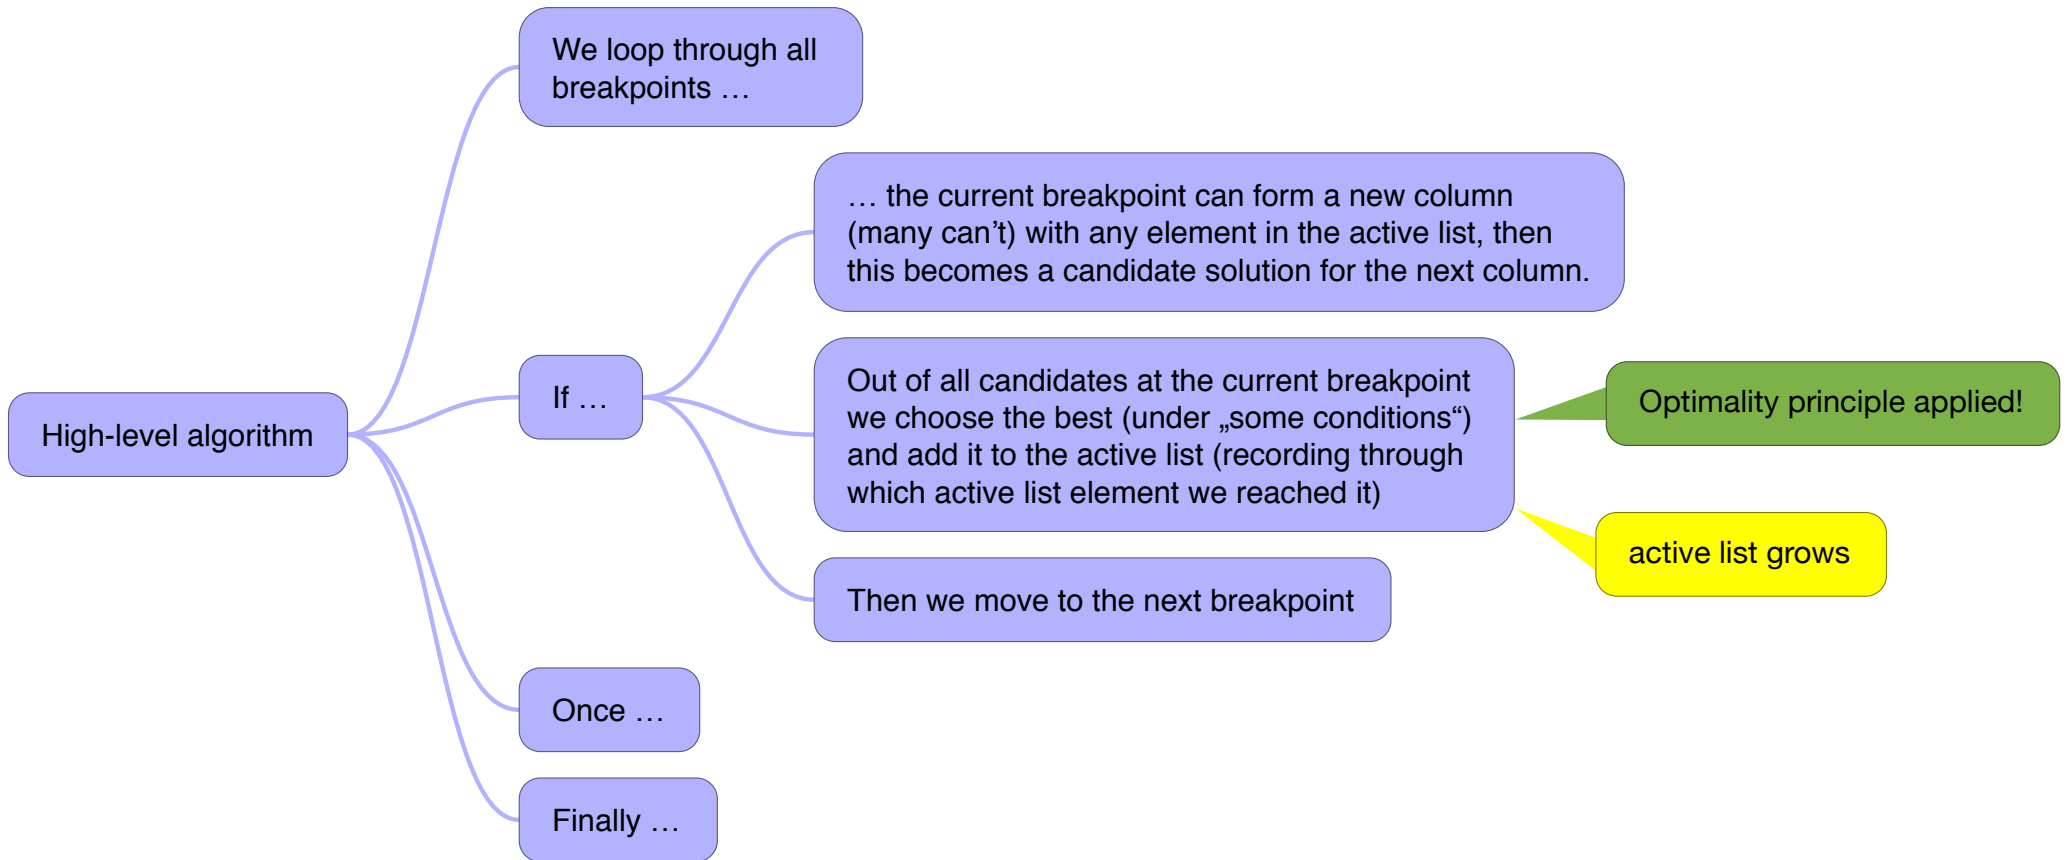 High-level algorithm
We loop through all
breakpoints …
If …
… the current breakpoint can form a new column
(many can’t) with any element in the active list, then
this becomes a candidate solution for the next column.
Out of all candidates at the current breakpoint
we choose the best (under „some conditions“)
and add it to the active list (recording through
which active list element we reached it)
Optimality principle applied!
active list grows
Then we move to the next breakpoint
Once …
Finally …